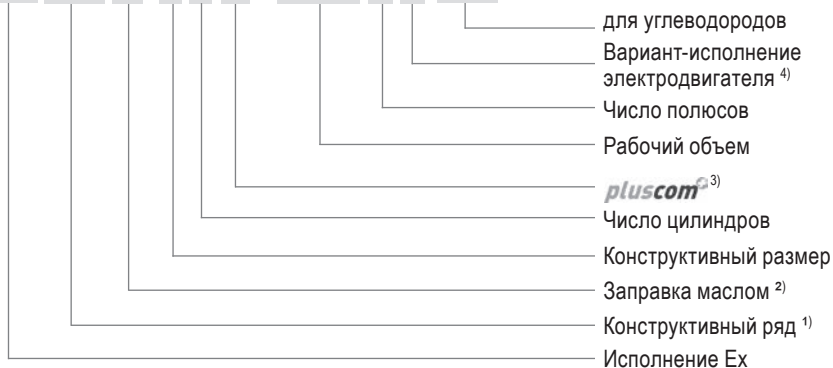 для углеводородов
Вариант-исполнение
электродвигателя 4)
Число полюсов
Рабочий объем
pluscom 3)
Число цилиндров
Конструктивный размер
Заправка маслом 2)
Конструктивный ряд 1)
Исполнение Ex